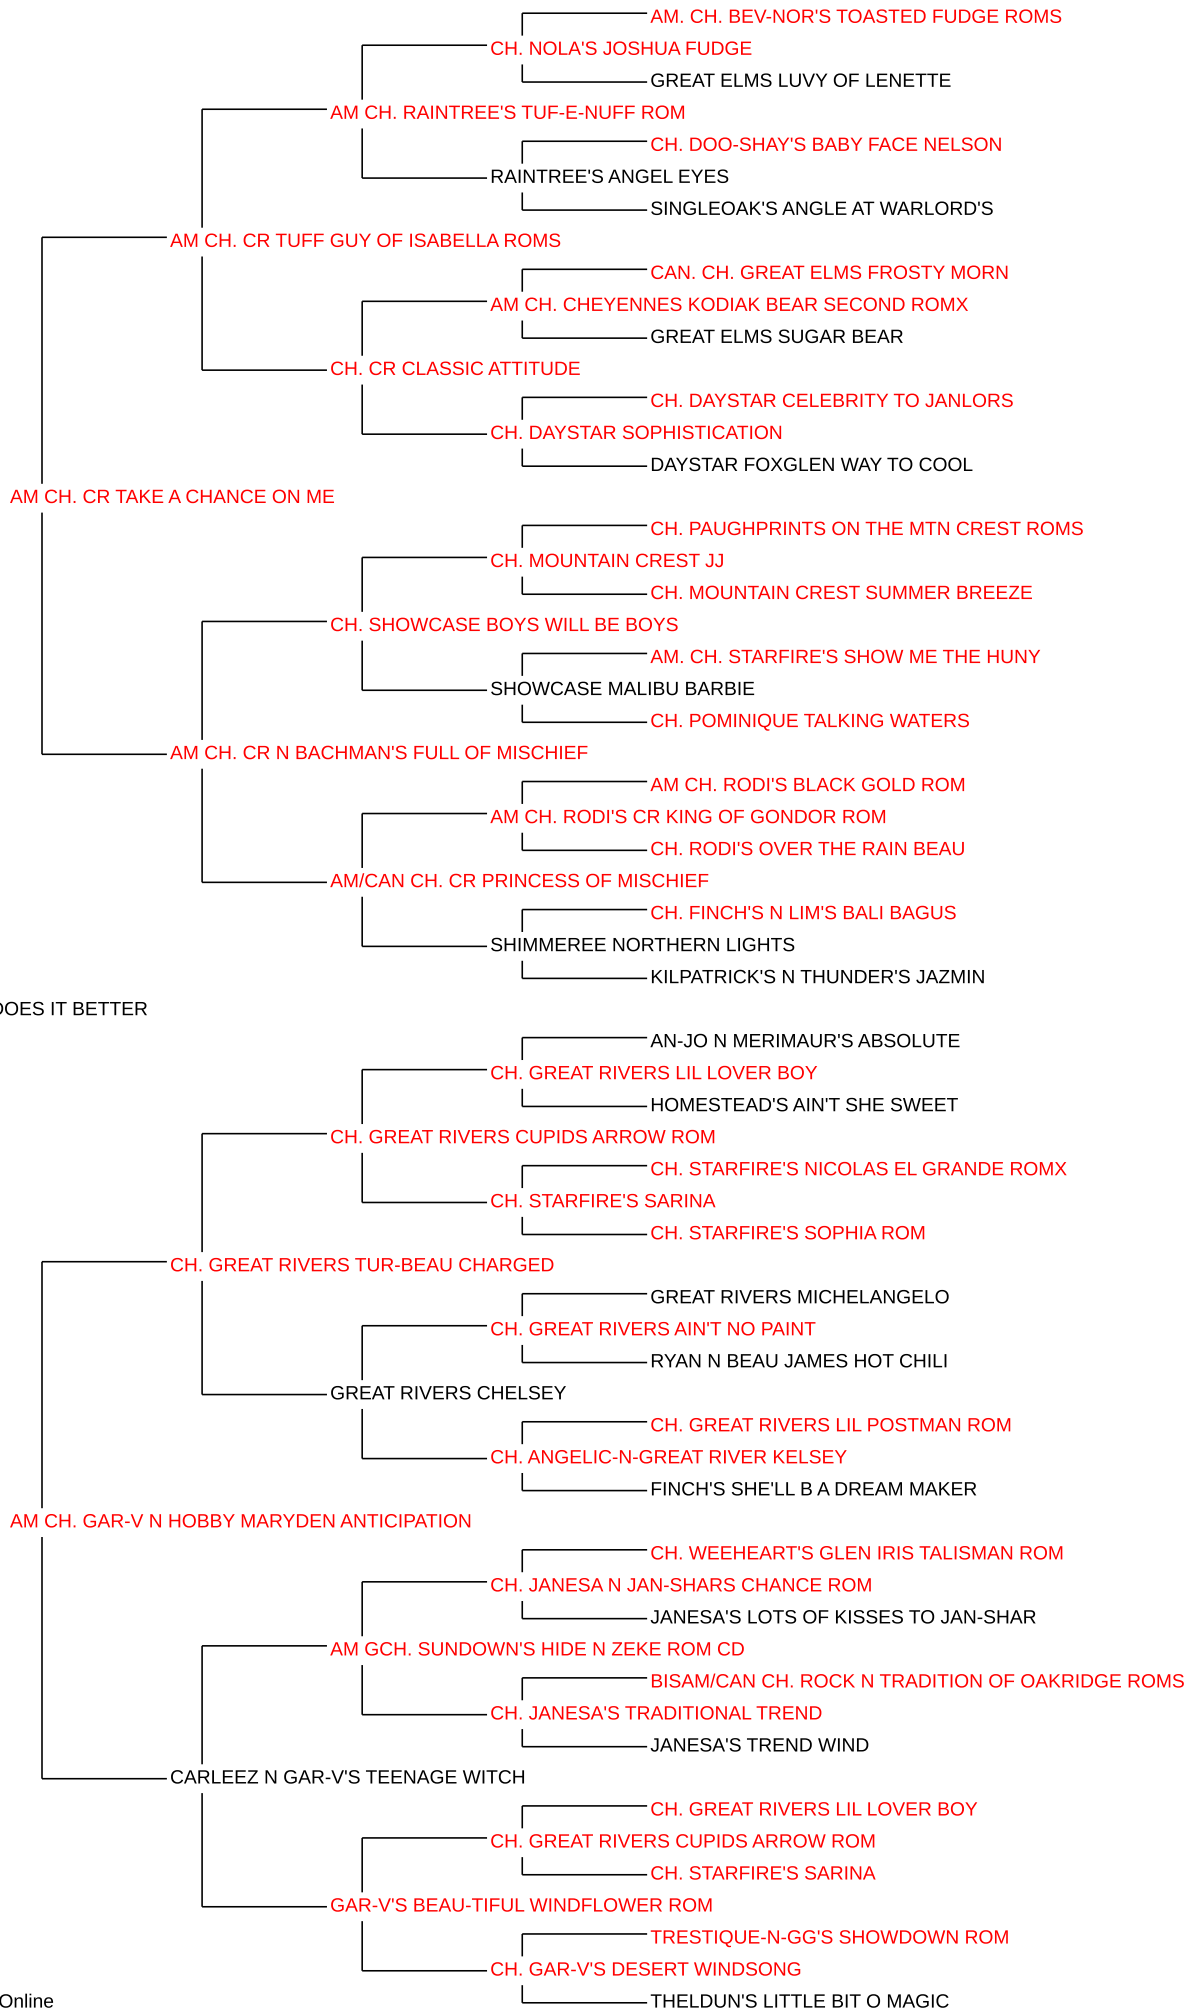 AM. CH. BEV-NOR'S TOASTED FUDGE ROMS
CH. NOLA'S JOSHUA FUDGE
GREAT ELMS LUVY OF LENETTE
AM CH. RAINTREE'S TUF-E-NUFF ROM
CH. DOO-SHAY'S BABY FACE NELSON
RAINTREE'S ANGEL EYES
SINGLEOAK'S ANGLE AT WARLORD'S
AM CH. CR TUFF GUY OF ISABELLA ROMS
CAN. CH. GREAT ELMS FROSTY MORN
AM CH. CHEYENNES KODIAK BEAR SECOND ROMX
GREAT ELMS SUGAR BEAR
CH. CR CLASSIC ATTITUDE
CH. DAYSTAR CELEBRITY TO JANLORS
CH. DAYSTAR SOPHISTICATION
DAYSTAR FOXGLEN WAY TO COOL
AM CH. CR TAKE A CHANCE ON ME
CH. PAUGHPRINTS ON THE MTN CREST ROMS
CH. MOUNTAIN CREST JJ
CH. MOUNTAIN CREST SUMMER BREEZE
CH. SHOWCASE BOYS WILL BE BOYS
AM. CH. STARFIRE'S SHOW ME THE HUNY
SHOWCASE MALIBU BARBIE
CH. POMINIQUE TALKING WATERS
AM CH. CR N BACHMAN'S FULL OF MISCHIEF
AM CH. RODI'S BLACK GOLD ROM
AM CH. RODI'S CR KING OF GONDOR ROM
CH. RODI'S OVER THE RAIN BEAU
AM/CAN CH. CR PRINCESS OF MISCHIEF
CH. FINCH'S N LIM'S BALI BAGUS
SHIMMEREE NORTHERN LIGHTS
KILPATRICK'S N THUNDER'S JAZMIN
DOES IT BETTER
AN-JO N MERIMAUR'S ABSOLUTE
CH. GREAT RIVERS LIL LOVER BOY
HOMESTEAD'S AIN'T SHE SWEET
CH. GREAT RIVERS CUPIDS ARROW ROM
CH. STARFIRE'S NICOLAS EL GRANDE ROMX
CH. STARFIRE'S SARINA
CH. STARFIRE'S SOPHIA ROM
CH. GREAT RIVERS TUR-BEAU CHARGED
GREAT RIVERS MICHELANGELO
CH. GREAT RIVERS AIN'T NO PAINT
RYAN N BEAU JAMES HOT CHILI
GREAT RIVERS CHELSEY
CH. GREAT RIVERS LIL POSTMAN ROM
CH. ANGELIC-N-GREAT RIVER KELSEY
FINCH'S SHE'LL B A DREAM MAKER
AM CH. GAR-V N HOBBY MARYDEN ANTICIPATION
CH. WEEHEART'S GLEN IRIS TALISMAN ROM
CH. JANESA N JAN-SHARS CHANCE ROM
JANESA'S LOTS OF KISSES TO JAN-SHAR
AM GCH. SUNDOWN'S HIDE N ZEKE ROM CD
BISAM/CAN CH. ROCK N TRADITION OF OAKRIDGE ROMS
CH. JANESA'S TRADITIONAL TREND
JANESA'S TREND WIND
CARLEEZ N GAR-V'S TEENAGE WITCH
CH. GREAT RIVERS LIL LOVER BOY
CH. GREAT RIVERS CUPIDS ARROW ROM
CH. STARFIRE'S SARINA
GAR-V'S BEAU-TIFUL WINDFLOWER ROM
TRESTIQUE-N-GG'S SHOWDOWN ROM
CH. GAR-V'S DESERT WINDSONG
THELDUN'S LITTLE BIT O MAGIC
Online